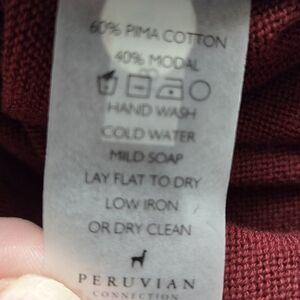 60% PIMA COTTON
40% MODAL
HAND WASH
COLD WATER
MILD SOAP
LAY FLAT TO DRY
LOW IRON
OR DRY CLEAN
PERUVIAN
CONNECTION